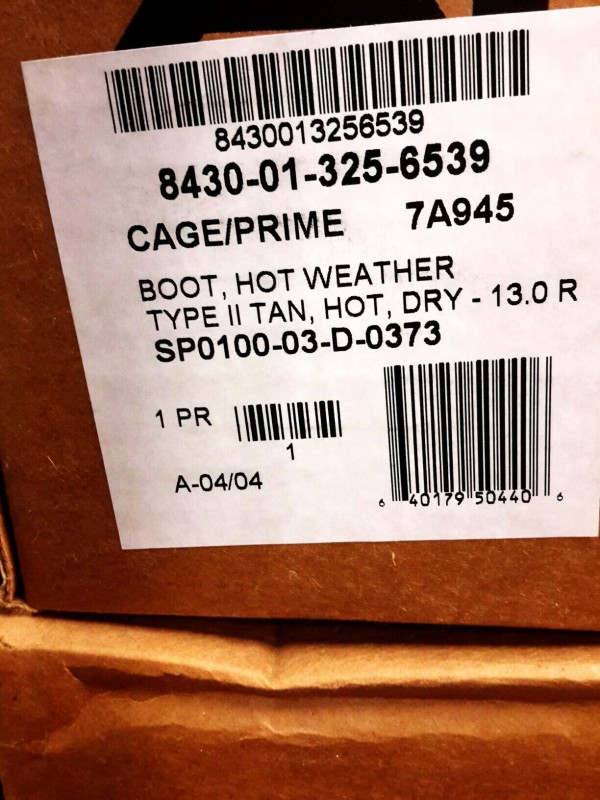 8430013256539
8430-01-325-6539
CAGE/PRIME 7A945
BOOT, HOT WEATHER
TYPE II TAN, HOT, DRY - 13.0 R
SP0100-03-D-0373
1 PR
1
A-04/04
6 40179 50440 6